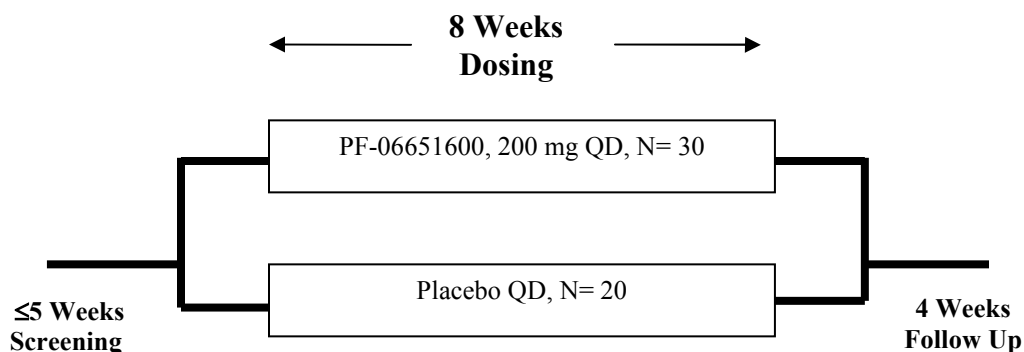 8 Weeks
Dosing
PF-06651600, 200 mg QD, N= 30
Placebo QD, N= 20
≤5 Weeks
Screening
4 Weeks
Follow Up